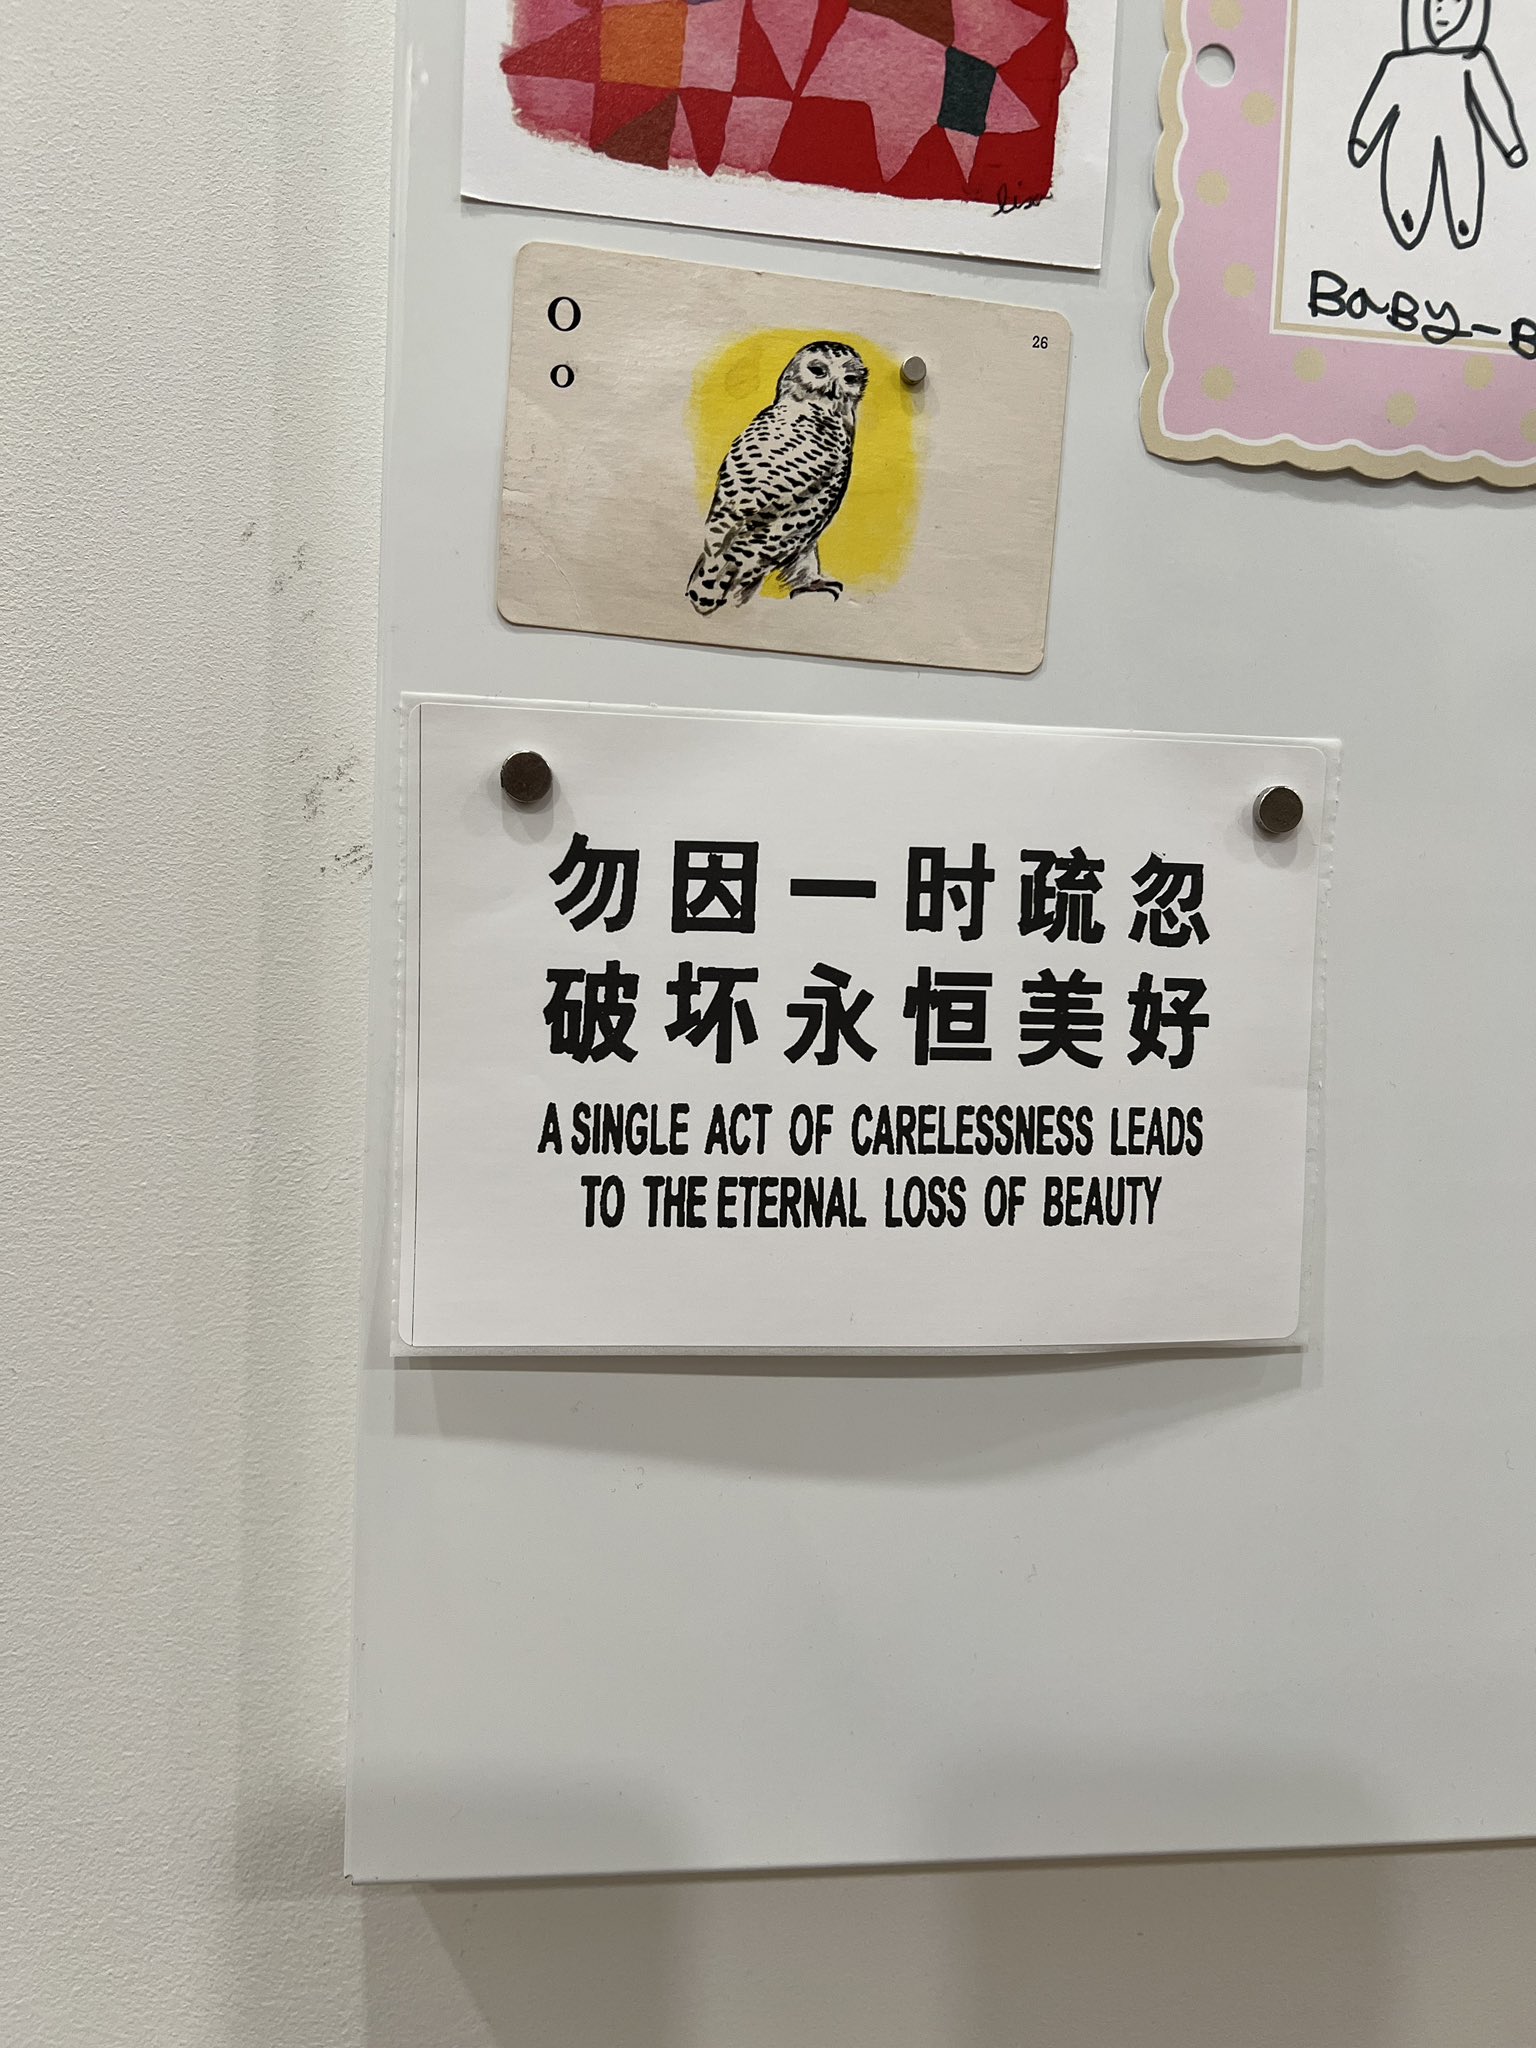 lisa
O
o
26
BABY-B
勿因一时疏忽
破坏永恒美好
A SINGLE ACT OF CARELESSNESS LEADS
TO THE ETERNAL LOSS OF BEAUTY